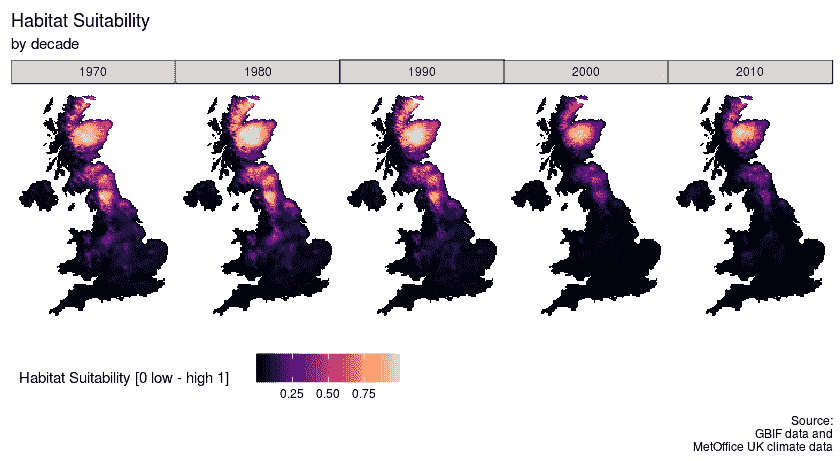 Habitat Suitability
by decade
1970 1980 1990 2000 2010
Habitat Suitability [0 low - high 1]
0.25 0.50 0.75
Source:
GBIF data and
MetOffice UK climate data